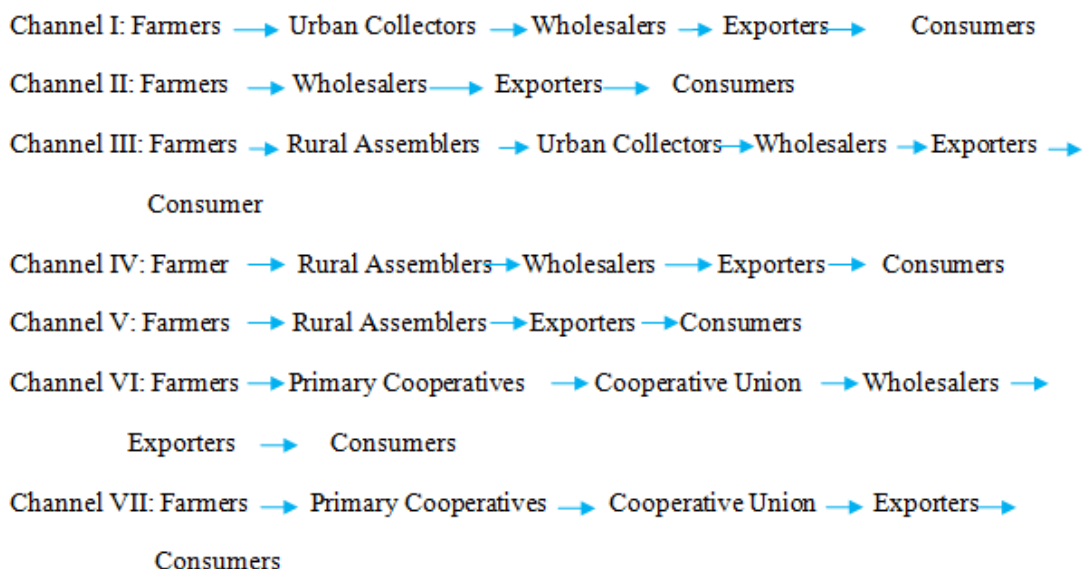 Channel I: Farmers → Urban Collectors → Wholesalers → Exporters → Consumers
Channel II: Farmers → Wholesalers → Exporters → Consumers
Channel III: Farmers → Rural Assemblers → Urban Collectors → Wholesalers → Exporters →
Consumer
Channel IV: Farmer → Rural Assemblers → Wholesalers → Exporters → Consumers
Channel V: Farmers → Rural Assemblers → Exporters → Consumers
Channel VI: Farmers → Primary Cooperatives → Cooperative Union → Wholesalers →
Exporters → Consumers
Channel VII: Farmers → Primary Cooperatives → Cooperative Union → Exporters →
Consumers